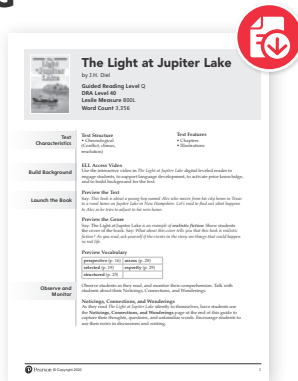 The Light at Jupiter Lake
by J.H. Diel
Guided Reading Level Q
DRA Level 40
Lexile Measure 800L
Word Count 3,356
Text
Characteristics
Text Structure
• Chronological
(Conflict, climax,
resolution)
Text Features
• Chapters
• Illustrations
Build Background
ELL Access Video
Use the interactive video in The Light at Jupiter Lake digital leveled reader to
engage students, to support language development, to activate prior knowledge,
and to build background for the text.
Launch the Book
Preview the Text
Say: This book is about a young boy named Alec who moves from his city home in Texas
to a rural home on Jupiter Lake in New Hampshire. Let's read to find out what happens
to Alec as he tries to adjust to his new home.
Preview the Genre
Say: The Light at Jupiter Lake is an example of realistic fiction. Show students
the cover of the book. Say: What about this cover tells you that this book is realistic
fiction? As you read, ask yourself if the events in the story are things that could happen
in real life.
Preview Vocabulary
perspective (p. 16) access (p. 28)
selected (p. 19) expertly (p. 29)
structured (p. 23)
Observe and
Monitor
Observe students as they read, and monitor their comprehension. Talk with
students about their Noticings, Connections, and Wonderings.
Noticings, Connections, and Wonderings
As they read The Light at Jupiter Lake silently to themselves, have students use
the Noticings, Connections, and Wonderings page at the end of this guide to
capture their thoughts, questions, and unfamiliar words. Encourage students to
use their notes in discussions and writing.
Pearson © Copyright 2020
1